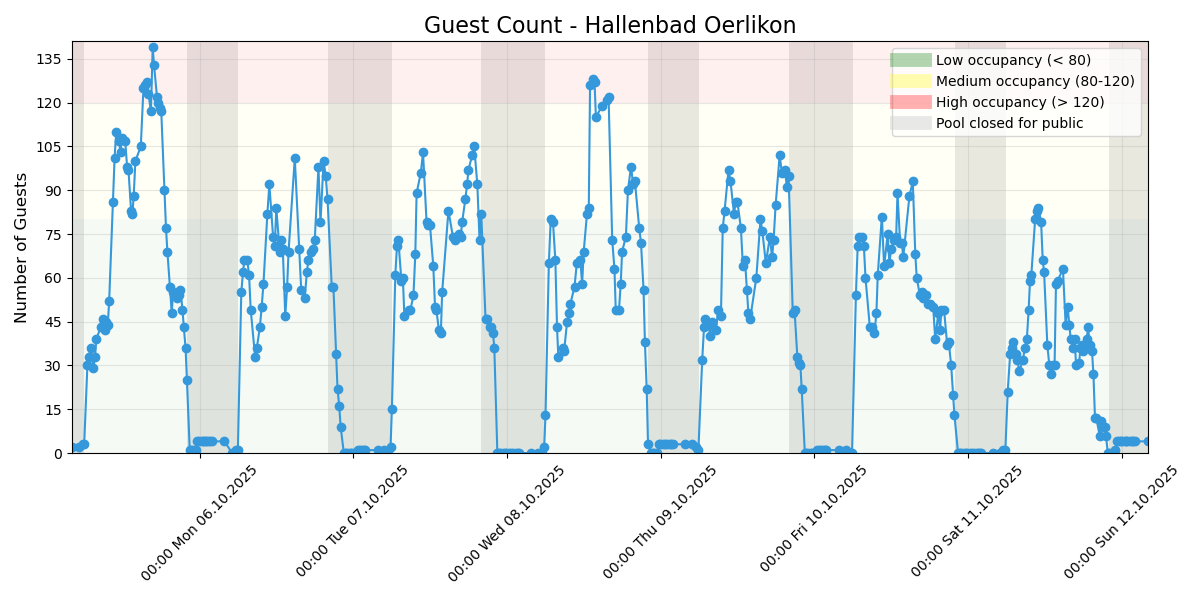 Guest Count - Hallenbad Oerlikon
Number of Guests
135
120
105
90
75
60
45
30
15
0
Low occupancy (< 80)
Medium occupancy (80-120)
High occupancy (> 120)
Pool closed for public
00:00 Mon 06.10.2025
00:00 Tue 07.10.2025
00:00 Wed 08.10.2025
00:00 Thu 09.10.2025
00:00 Fri 10.10.2025
00:00 Sat 11.10.2025
00:00 Sun 12.10.2025